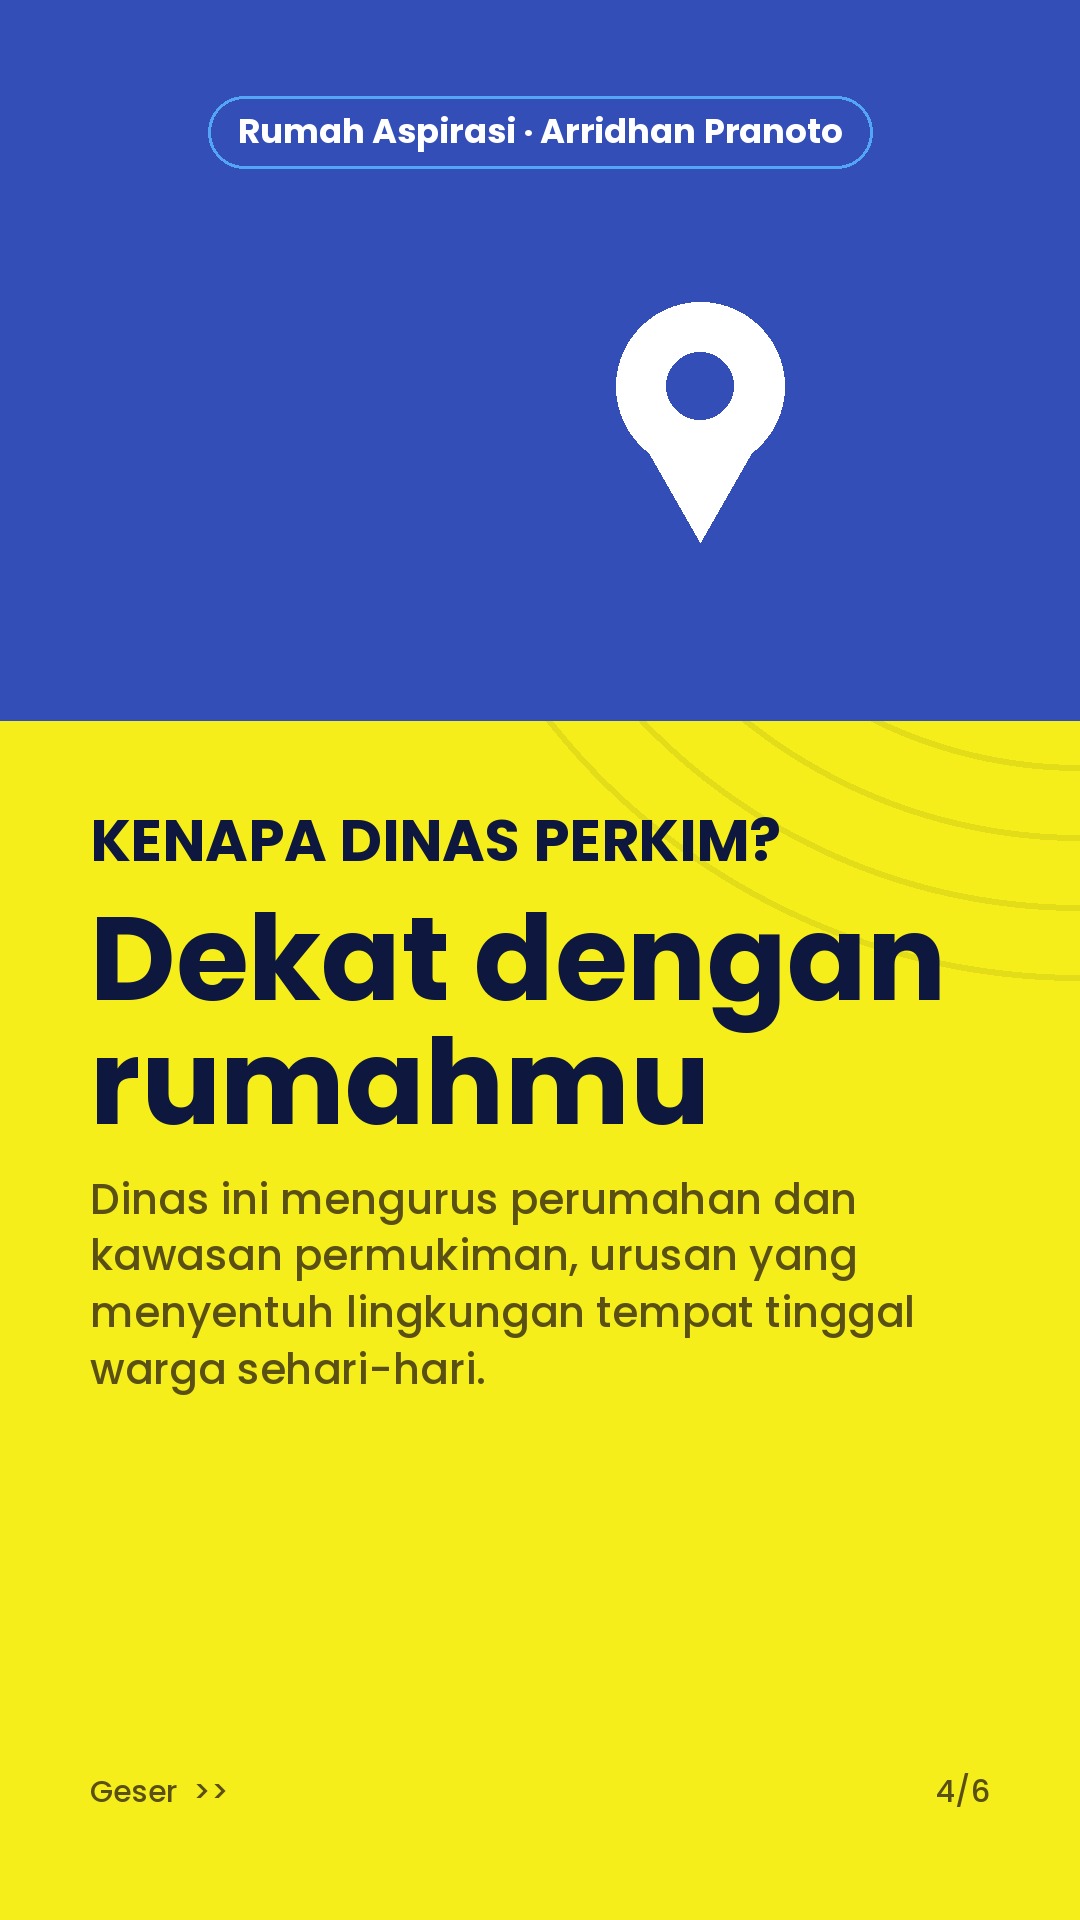 Rumah Aspirasi · Arridhan Pranoto
KENAPA DINAS PERKIM?
Dekat dengan
rumahmu
Dinas ini mengurus perumahan dan
kawasan permukiman, urusan yang
menyentuh lingkungan tempat tinggal
warga sehari-hari.
Geser >>
4/6